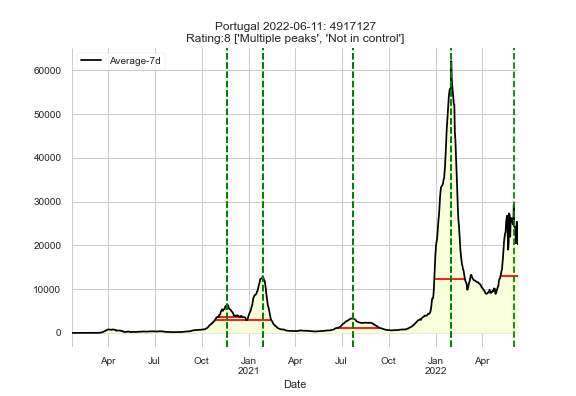 Portugal 2022-06-11: 4917127
Rating:8 ['Multiple peaks', 'Not in control']
Average-7d
60000
50000
40000
30000
20000
10000
0
Apr Jul Oct Jan Apr Jul Oct Jan Apr
2021 2022
Date